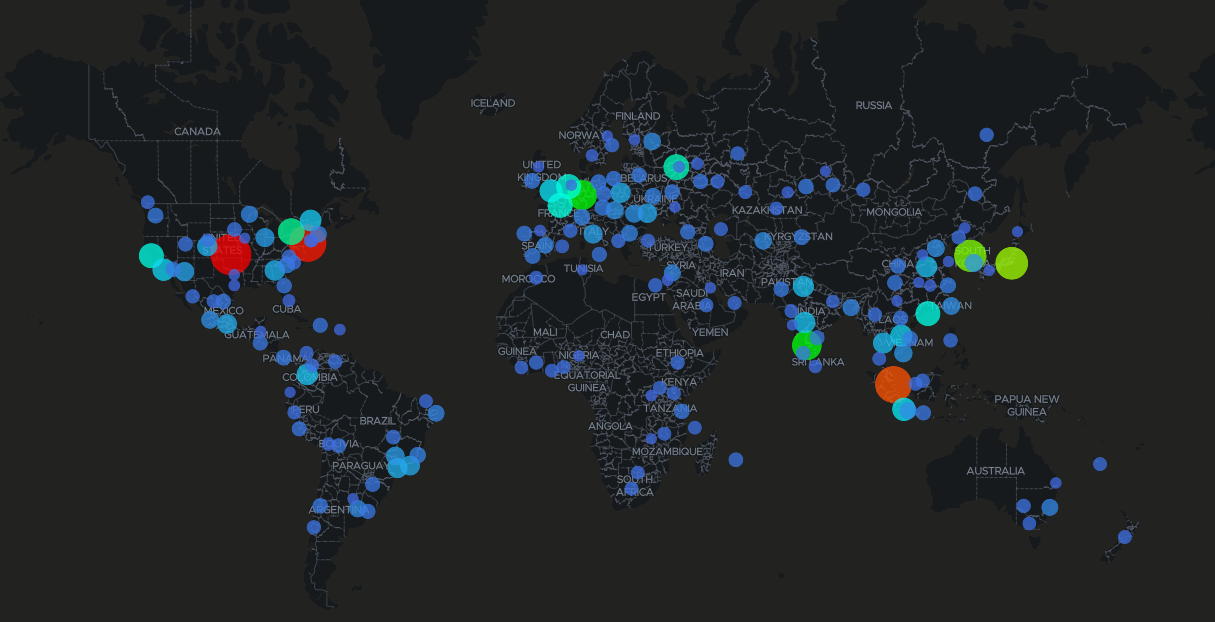 ICELAND
RUSSIA
FINLAND
CANADA
NORWAY
UNITED
KINGDOM
BELARUS
UKRAINE
KAZAKHSTAN
MONGOLIA
FRANCE
ITALY
KYRGYZSTAN
UNITED
STATES
SPAIN
TURKEY
SOUTH
CHINA
SYRIA
IRAN
TUNISIA
MOROCCO
PAKISTAN
EGYPT
SAUDI
ARABIA
TAIWAN
MEXICO
CUBA
INDIA
LAOS
GUATEMALA
MALI
CHAD
YEMEN
VIETNAM
GUINEA
NIGERIA
ETHIOPIA
PANAMA
SRI LANKA
COLOMBIA
EQUATORIAL
GUINEA
KENYA
PAPUA NEW
GUINEA
PERU
TANZANIA
BRAZIL
ANGOLA
BOLIVIA
MOZAMBIQUE
PARAGUAY
AUSTRALIA
SOUTH
AFRICA
ARGENTINA